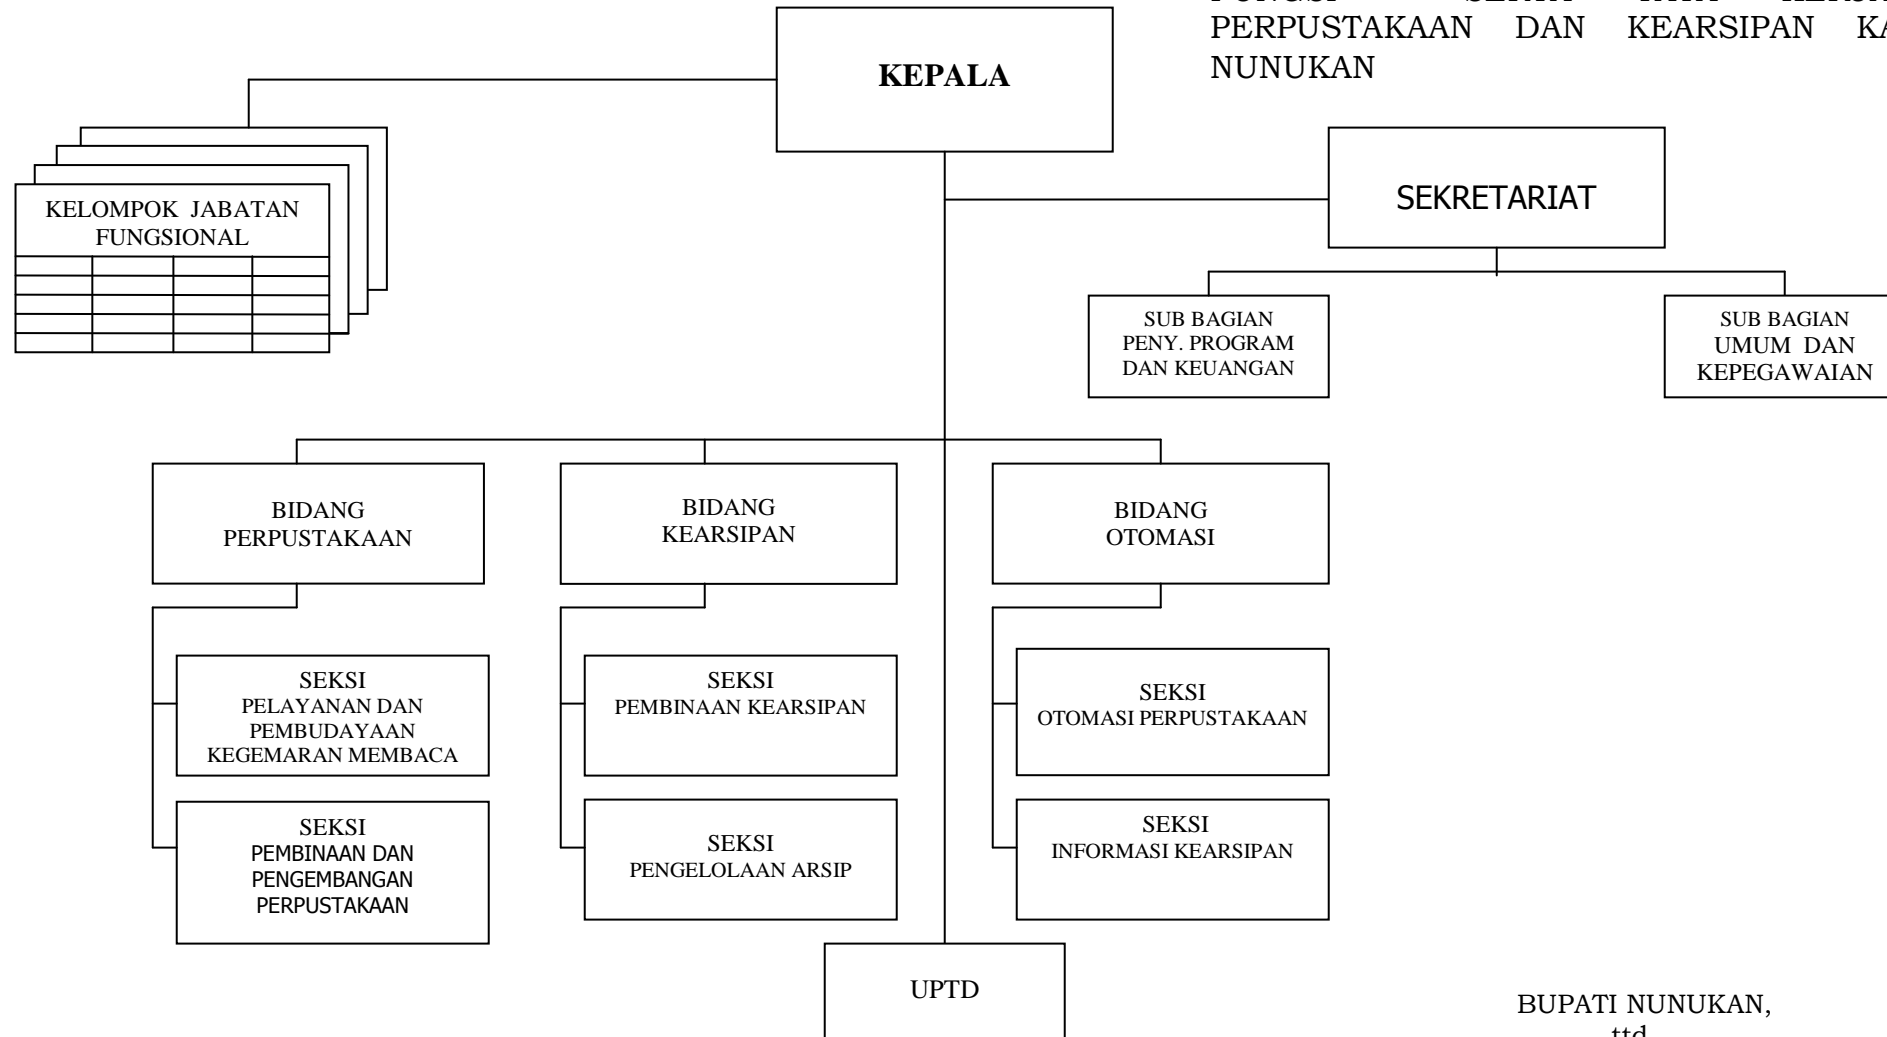 PERPUSTAKAAN DAN KEARSIPAN
NUNUKAN
KEPALA
KELOMPOK JABATAN
FUNGSIONAL
SEKRETARIAT
SUB BAGIAN
PENY. PROGRAM
DAN KEUANGAN
SUB BAGIAN
UMUM DAN
KEPEGAWAIAN
BIDANG
PERPUSTAKAAN
BIDANG
KEARSIPAN
BIDANG
OTOMASI
SEKSI
PELAYANAN DAN
PEMBUDAYAAN
KEGEMARAN MEMBACA
SEKSI
PEMBINAAN KEARSIPAN
SEKSI
OTOMASI PERPUSTAKAAN
SEKSI
PEMBINAAN DAN
PENGEMBANGAN
PERPUSTAKAAN
SEKSI
PENGELOLAAN ARSIP
SEKSI
INFORMASI KEARSIPAN
UPTD
BUPATI NUNUKAN,
ttd